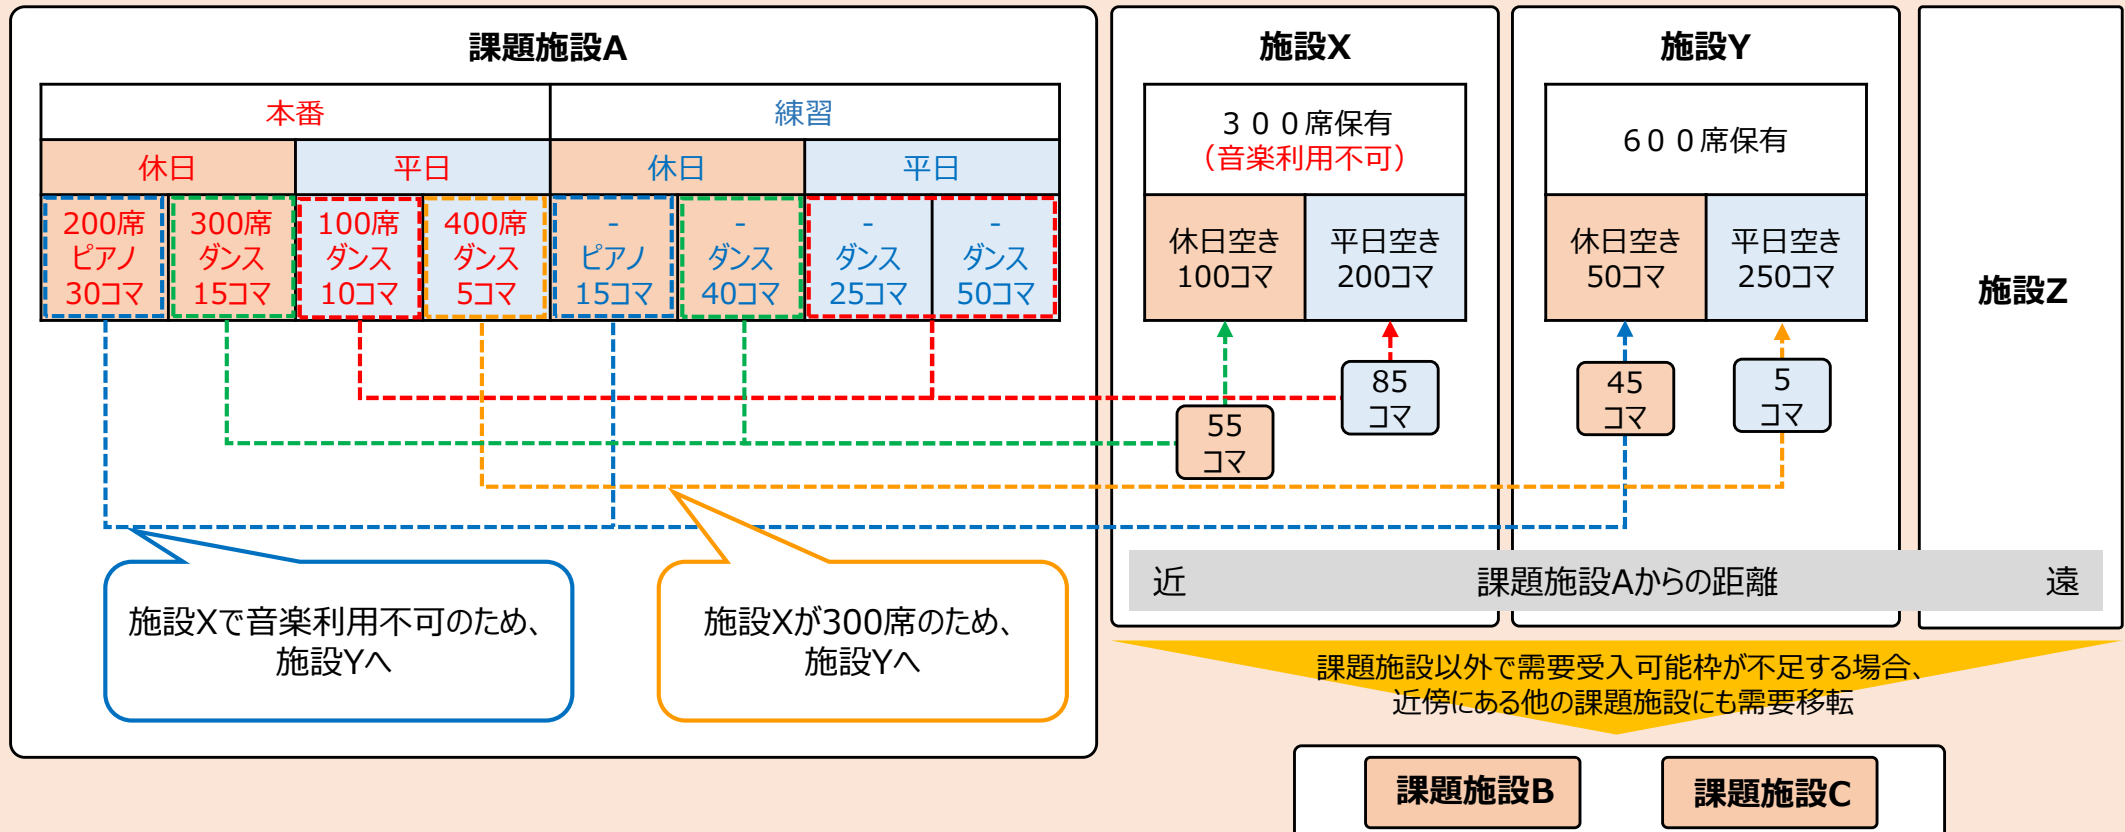 課題施設A
本番
練習
休日
平日
休日
平日
200席
ピアノ
30コマ
300席
ダンス
15コマ
100席
ダンス
10コマ
400席
ダンス
5コマ
-
ピアノ
15コマ
-
ダンス
40コマ
-
ダンス
25コマ
-
ダンス
50コマ
施設Xで音楽利用不可のため、
施設Yへ
施設Xが300席のため、
施設Yへ
施設X
３００席保有
（音楽利用不可）
休日空き
100コマ
平日空き
200コマ
55
コマ
85
コマ
施設Y
６００席保有
休日空き
50コマ
平日空き
250コマ
45
コマ
5
コマ
施設Z
近
課題施設Aからの距離
遠
課題施設以外で需要受入可能枠が不足する場合、
近傍にある他の課題施設にも需要移転
課題施設B
課題施設C